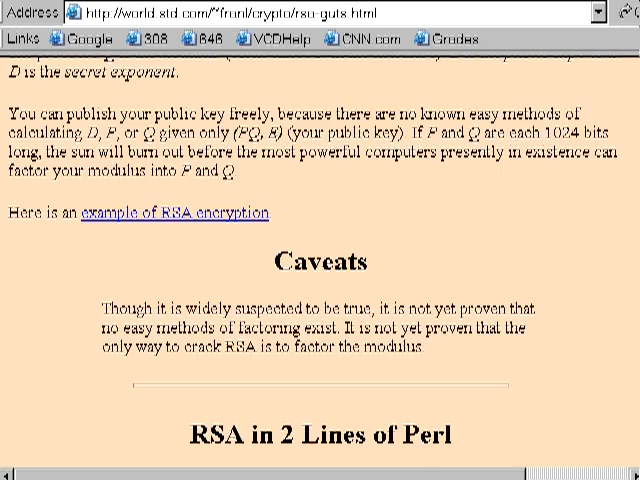 Address http://world.std.com/~franl/crypto/rsa-guts.html
Links Google 308 646 VCDHelp CNN.com Grades
D is the secret exponent.
You can publish your public key freely, because there are no known easy methods of
calculating D, P, or Q given only (PQ, E) (your public key). If P and Q are each 1024 bits
long, the sun will burn out before the most powerful computers presently in existence can
factor your modulus into P and Q.
Here is an example of RSA encryption.
Caveats
Though it is widely suspected to be true, it is not yet proven that
no easy methods of factoring exist. It is not yet proven that the
only way to crack RSA is to factor the modulus.
RSA in 2 Lines of Perl